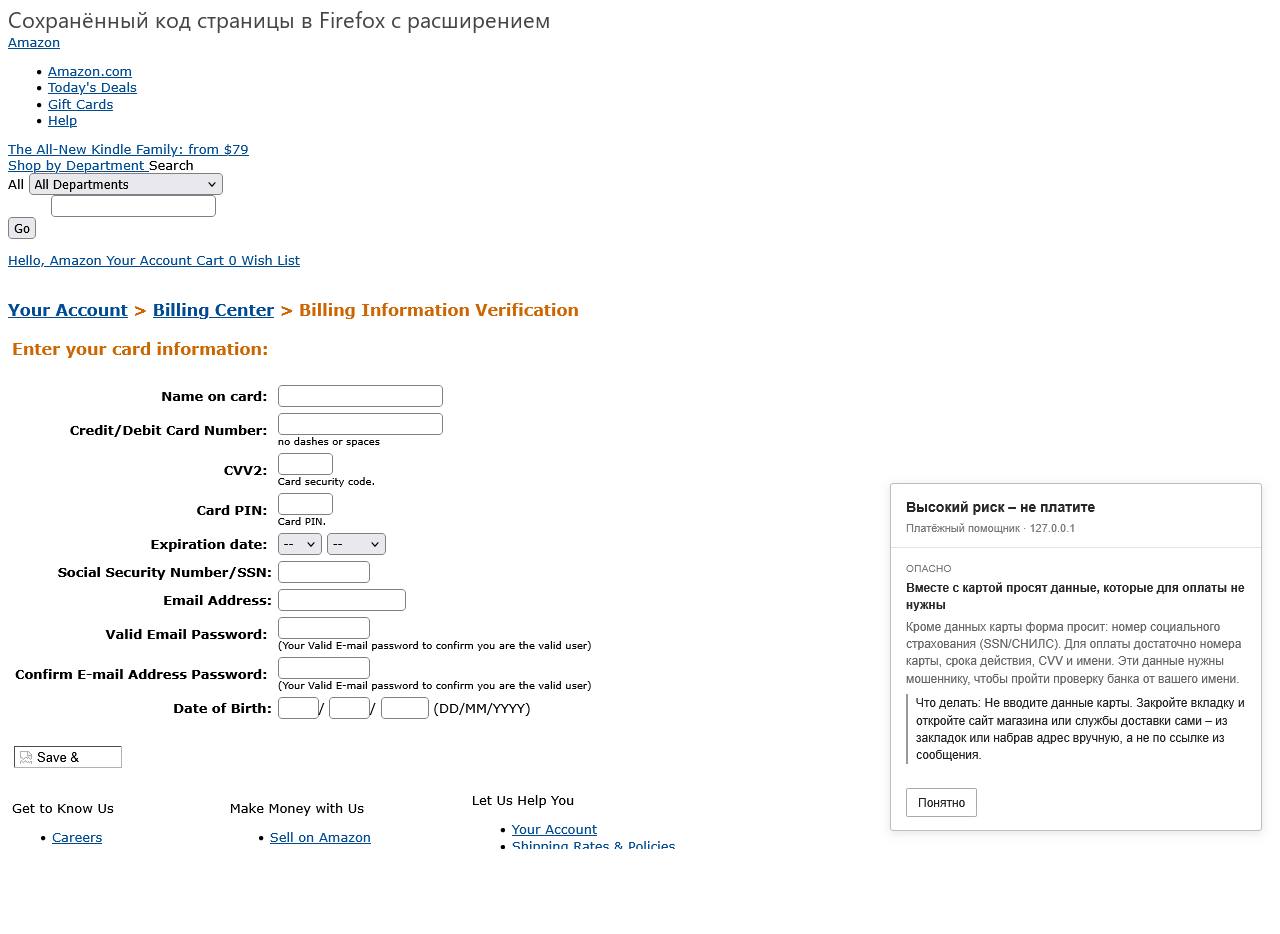 Сохранённый код страницы в Firefox с расширением
Amazon
Amazon.com
Today's Deals
Gift Cards
Help
The All-New Kindle Family: from $79
Shop by Department Search
All All Departments
Go
Hello, Amazon Your Account Cart 0 Wish List
Your Account > Billing Center > Billing Information Verification
Enter your card information:
Name on card:
Credit/Debit Card Number:
no dashes or spaces
CVV2:
Card security code.
Card PIN:
Card PIN.
Expiration date: -- --
Social Security Number/SSN:
Email Address:
Valid Email Password:
(Your Valid E-mail password to confirm you are the valid user)
Confirm E-mail Address Password:
(Your Valid E-mail password to confirm you are the valid user)
Date of Birth: / / (DD/MM/YYYY)
Save &
Get to Know Us
Careers
Make Money with Us
Sell on Amazon
Let Us Help You
Your Account
Shipping Rates & Policies
Высокий риск – не платите
Платёжный помощник · 127.0.0.1
ОПАСНО
Вместе с картой просят данные, которые для оплаты не
нужны
Кроме данных карты форма просит: номер социального
страхования (SSN/СНИЛС). Для оплаты достаточно номера
карты, срока действия, CVV и имени. Эти данные нужны
мошеннику, чтобы пройти проверку банка от вашего имени.
Что делать: Не вводите данные карты. Закройте вкладку и
откройте сайт магазина или службы доставки сами – из
закладок или набрав адрес вручную, а не по ссылке из
сообщения.
Понятно